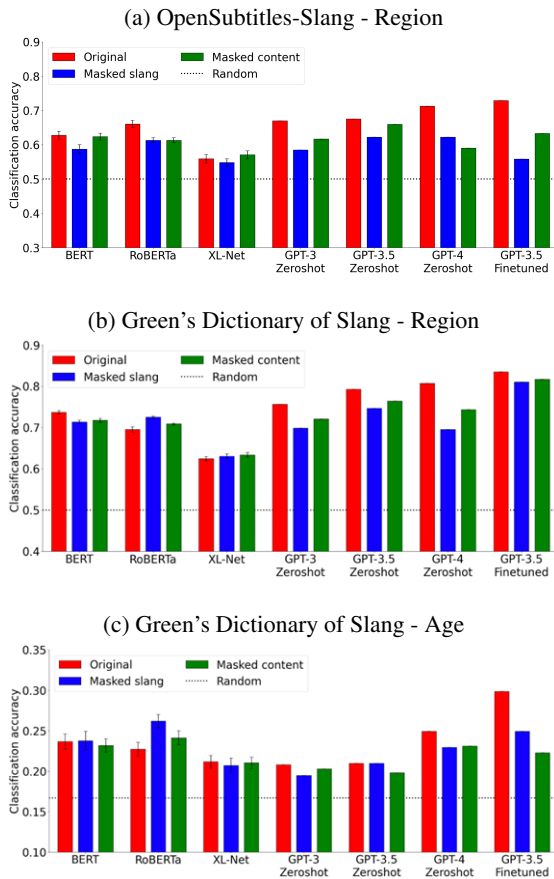 (a) OpenSubtitles-Slang - Region
0.9
0.8
0.7
0.6
0.5
0.4
0.3
Classification accuracy
Original
Masked slang
Masked content
Random
BERT
RoBERTa
XL-Net
GPT-3
Zeroshot
GPT-3.5
Zeroshot
GPT-4
Zeroshot
GPT-3.5
Finetuned
(b) Green's Dictionary of Slang - Region
0.9
0.8
0.7
0.6
0.5
0.4
Classification accuracy
Original
Masked slang
Masked content
Random
BERT
RoBERTa
XL-Net
GPT-3
Zeroshot
GPT-3.5
Zeroshot
GPT-4
Zeroshot
GPT-3.5
Finetuned
(c) Green's Dictionary of Slang - Age
0.35
0.30
0.25
0.20
0.15
0.10
Classification accuracy
Original
Masked slang
Masked content
Random
BERT
RoBERTa
XL-Net
GPT-3
Zeroshot
GPT-3.5
Zeroshot
GPT-4
Zeroshot
GPT-3.5
Finetuned